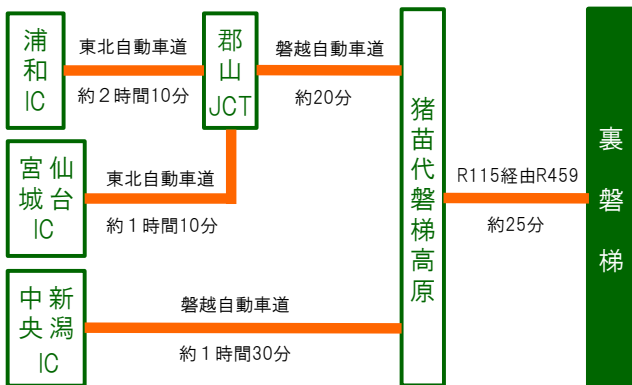 浦和IC
東北自動車道
約２時間10分
郡山JCT
磐越自動車道
約20分
仙台宮城IC
東北自動車道
約１時間10分
新潟中央IC
磐越自動車道
約１時間30分
猪苗代磐梯高原
R115経由R459
約25分
裏磐梯